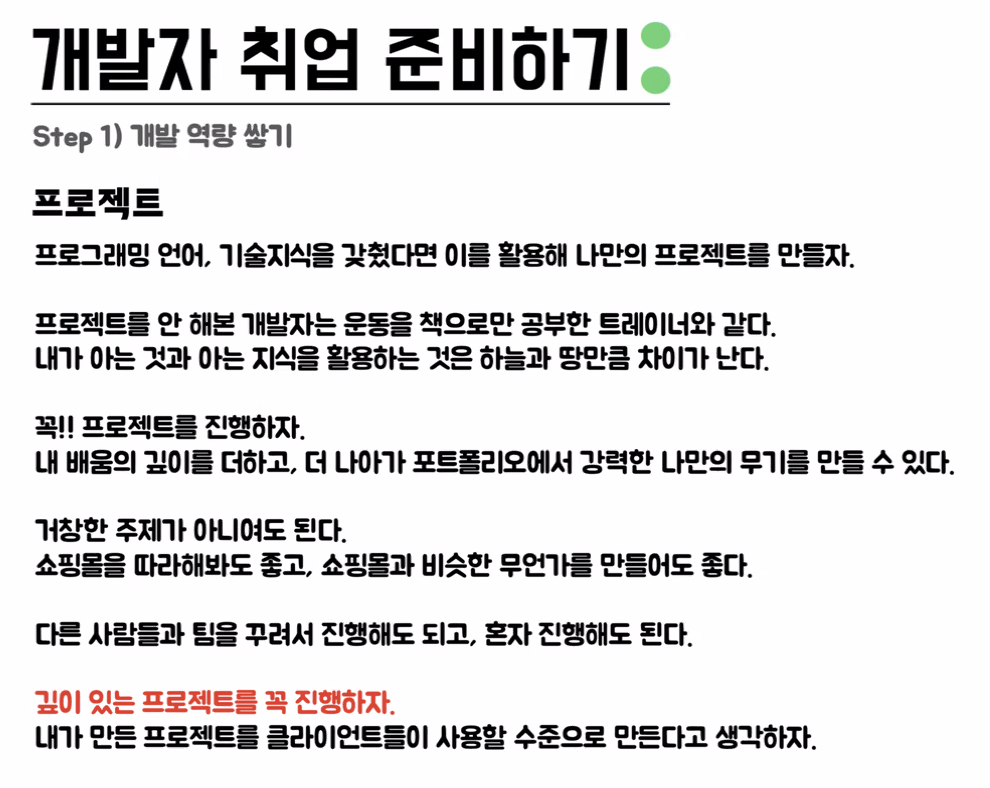 개발자 취업 준비하기:
Step 1) 개발 역량 쌓기
프로젝트
프로그래밍 언어, 기술지식을 갖췄다면 이를 활용해 나만의 프로젝트를 만들자.
프로젝트를 안 해본 개발자는 운동을 책으로만 공부한 트레이너와 같다.
내가 아는 것과 아는 지식을 활용하는 것은 하늘과 땅만큼 차이가 난다.
꼭!! 프로젝트를 진행하자.
내 배움의 깊이를 더하고, 더 나아가 포트폴리오에서 강력한 나만의 무기를 만들 수 있다.
거창한 주제가 아니여도 된다.
쇼핑몰을 따라해봐도 좋고, 쇼핑몰과 비슷한 무언가를 만들어도 좋다.
다른 사람들과 팀을 꾸려서 진행해도 되고, 혼자 진행해도 된다.
깊이 있는 프로젝트를 꼭 진행하자.
내가 만든 프로젝트를 클라이언트들이 사용할 수준으로 만든다고 생각하자.